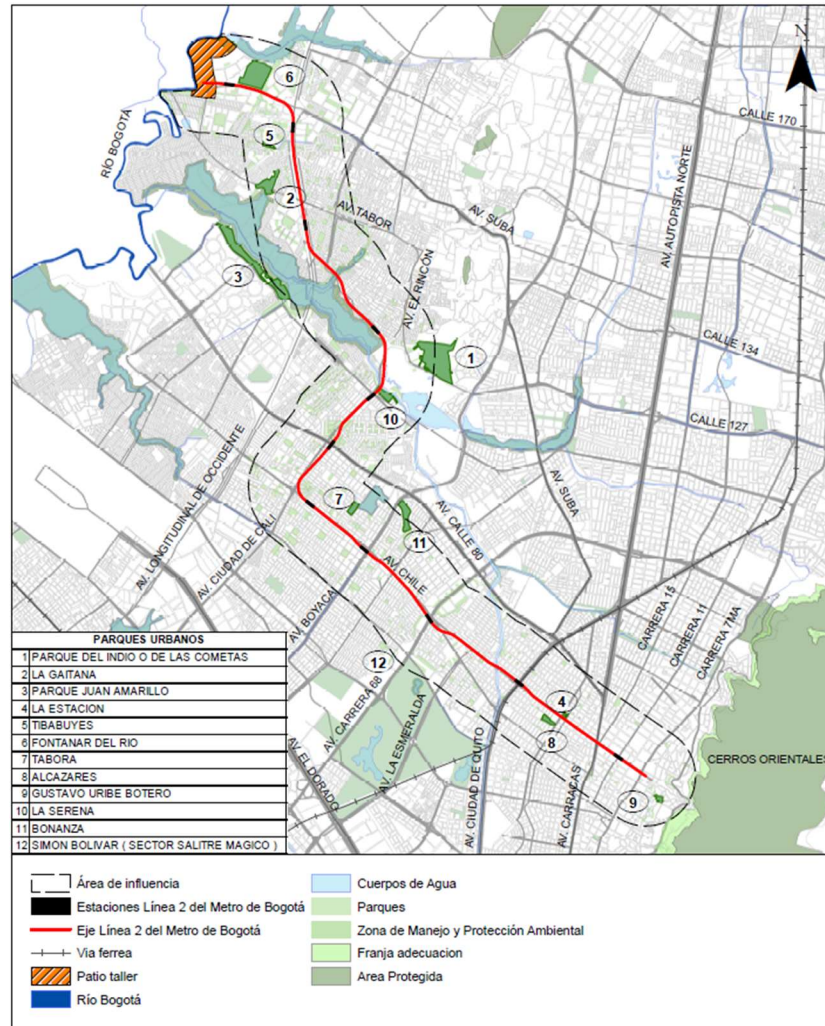 N
6
CALLE 170
RÍO BOGOTÁ
5
AV. AUTOPISTA NORTE
2
AV. TABOR
AV. SUBA
3
AV. EL RINCÓN
1
CALLE 134
10
CALLE 127
AV. LONGITUDINAL DE OCCIDENTE
AV. CIUDAD DE CALI
7
11
AV. CALLE 80
AV. SUBA
AV. CHILE
AV. BOYACA
CARRERA 15
CARRERA 11
CARRERA 7MA
12
AV. CARRERA 68
AV. LA ESMERALDA
AV. ELDORADO
AV. CIUDAD DE QUITO
4
8
AV. CARACAS
CERROS ORIENTALES
9
PARQUES URBANOS
1 PARQUE DEL INDIO O DE LAS COMETAS
2 LA GAITANA
3 PARQUE JUAN AMARILLO
4 LA ESTACION
5 TIBABUYES
6 FONTANAR DEL RIO
7 TABORA
8 ALCAZARES
9 GUSTAVO URIBE BOTERO
10 LA SERENA
11 BONANZA
12 SIMON BOLIVAR ( SECTOR SALITRE MAGICO )
Área de influencia
Estaciones Línea 2 del Metro de Bogotá
Eje Línea 2 del Metro de Bogotá
Via ferrea
Patio taller
Río Bogotá
Cuerpos de Agua
Parques
Zona de Manejo y Protección Ambiental
Franja adecuacion
Area Protegida